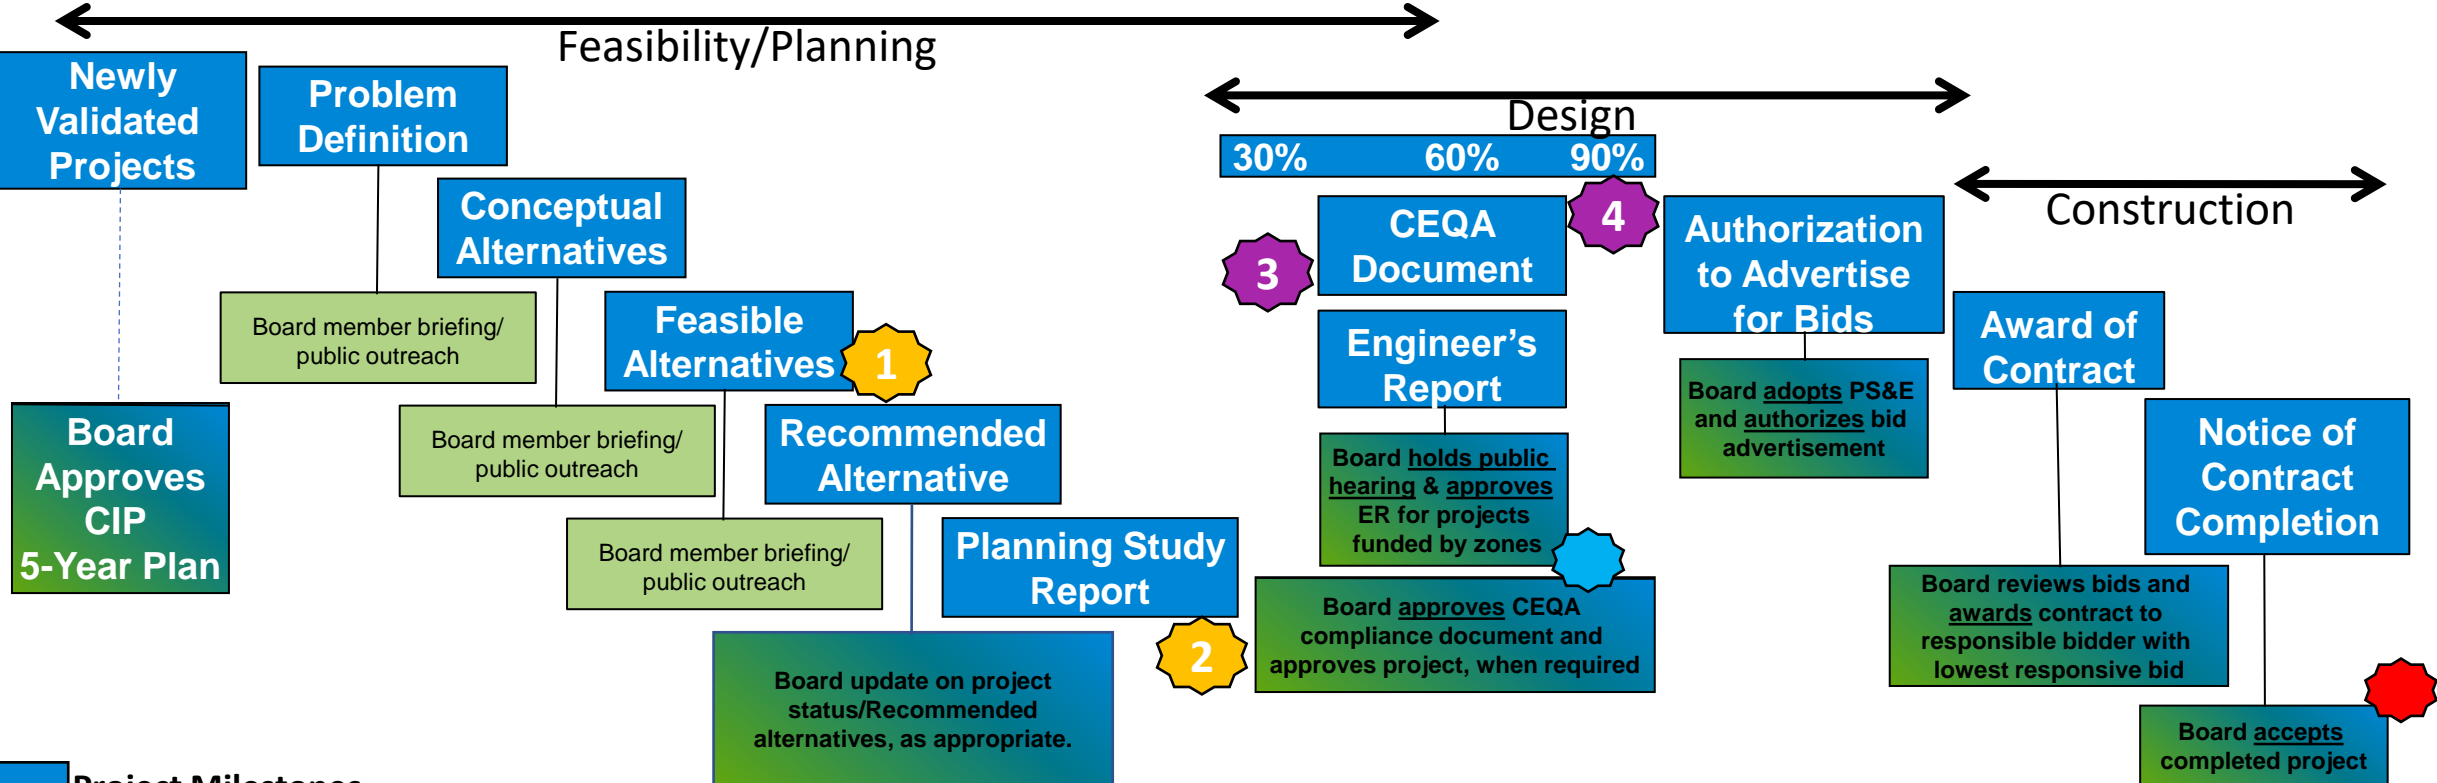 Feasibility/Planning
Newly
Validated
Projects
Problem
Definition
Design
30% 60% 90%
Construction
Conceptual
Alternatives
CEQA
Document
4
3
Authorization
to Advertise
for Bids
Board member briefing/
public outreach
Feasible
Alternatives
1
Engineer’s
Report
Award of
Contract
Board adopts PS&E
and authorizes bid
advertisement
Board
Approves
CIP
5-Year Plan
Board member briefing/
public outreach
Recommended
Alternative
Board holds public
hearing & approves
ER for projects
funded by zones
Notice of
Contract
Completion
Board member briefing/
public outreach
Planning Study
Report
2
Board approves CEQA
compliance document and
approves project, when required
Board reviews bids and
awards contract to
responsible bidder with
lowest responsive bid
Board update on project
status/Recommended
alternatives, as appropriate.
Board accepts
completed project
Project Milestones